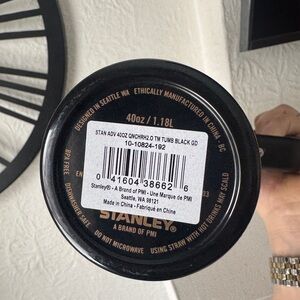 DESIGNED IN SEATTLE WA
ETHICALLY MANUFACTURED IN CHINA
BC
40oz / 1.18L
STAN ADV 40OZ QNCHRH2.O TM TUMB BLACK GD
10-10824-192
0 41604 38662 6
Stanley® - A Brand of PMI - Une Marque de PMI
Seattle, WA 98121
Made in China - Fabriqué en Chine
STANLEY
A BRAND OF PMI
BPA FREE
DISHWASHER SAFE
DO NOT MICROWAVE
USING STRAW WITH HOT DRINKS MAY SCALD